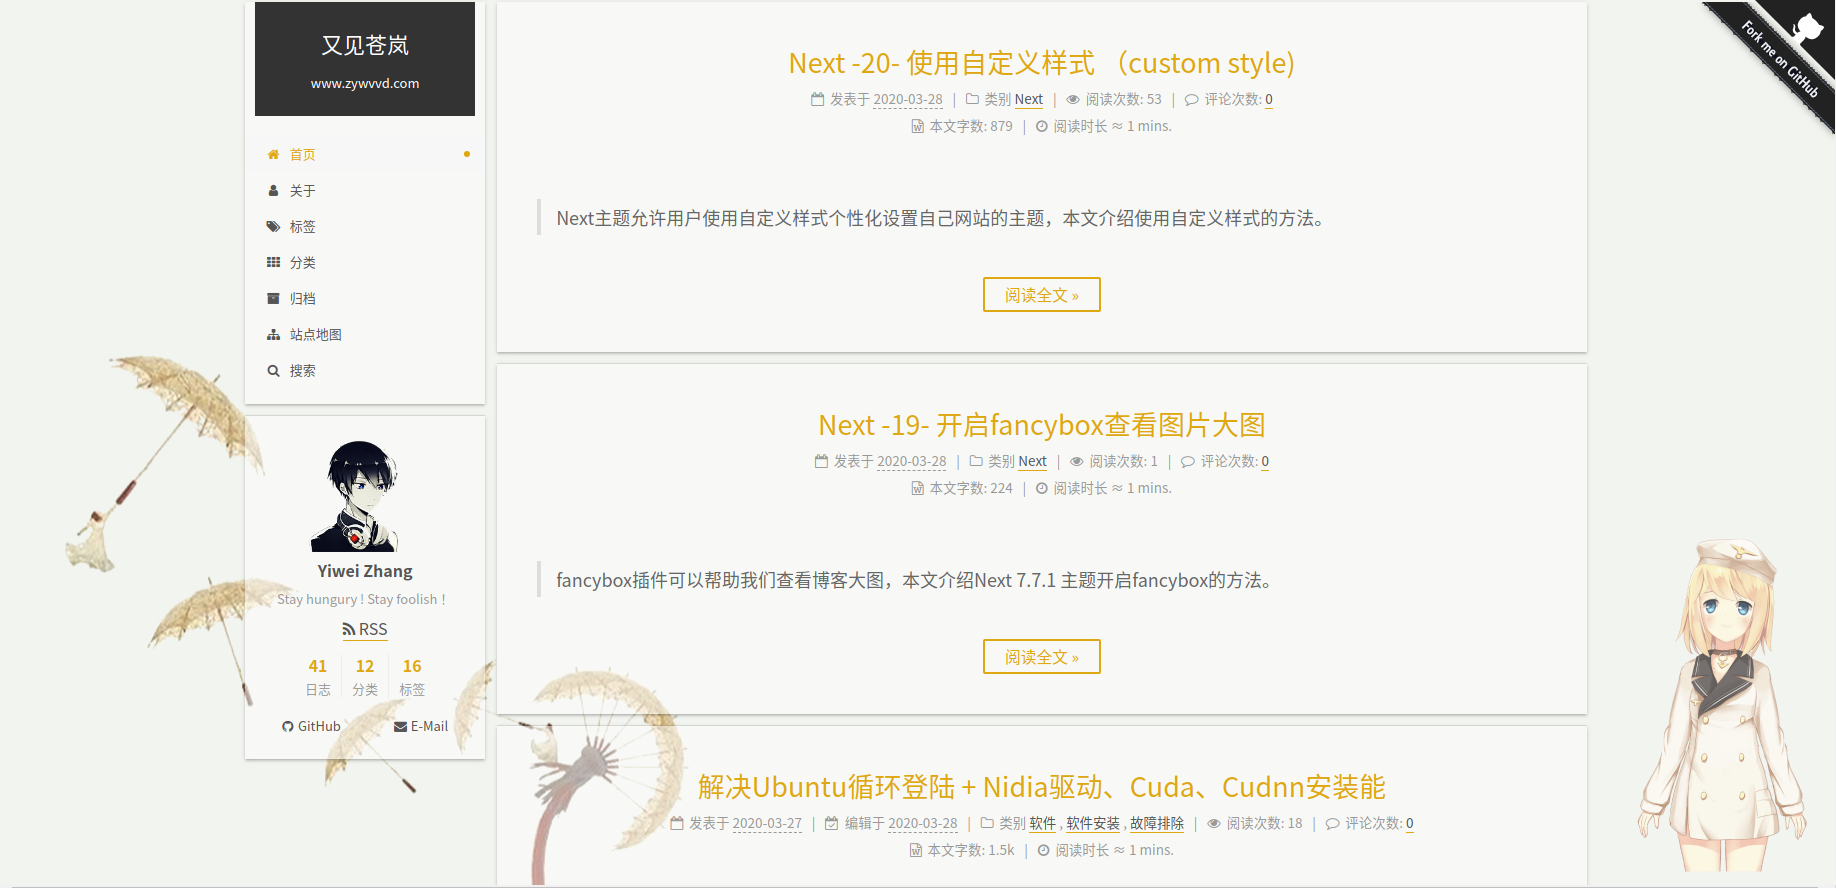 又见苍岚
www.zywvvd.com
首页
关于
标签
分类
归档
站点地图
搜索
Yiwei Zhang
Stay hungury ! Stay foolish !
RSS
41 12 16
日志 分类 标签
GitHub E-Mail
Next -20- 使用自定义样式 （custom style)
发表于 2020-03-28 | 类别 Next | 阅读次数: 53 | 评论次数: 0
本文字数: 879 | 阅读时长 ≈ 1 mins.
Next主题允许用户使用自定义样式个性化设置自己网站的主题，本文介绍使用自定义样式的方法。
阅读全文 »
Next -19- 开启fancybox查看图片大图
发表于 2020-03-28 | 类别 Next | 阅读次数: 1 | 评论次数: 0
本文字数: 224 | 阅读时长 ≈ 1 mins.
fancybox插件可以帮助我们查看博客大图，本文介绍Next 7.7.1 主题开启fancybox的方法。
阅读全文 »
解决Ubuntu循环登陆 + Nidia驱动、Cuda、Cudnn安装能
发表于 2020-03-27 | 编辑于 2020-03-28 | 类别 软件 , 软件安装 , 故障排除 | 阅读次数: 18 | 评论次数: 0
本文字数: 1.5k | 阅读时长 ≈ 1 mins.
Fork me on GitHub